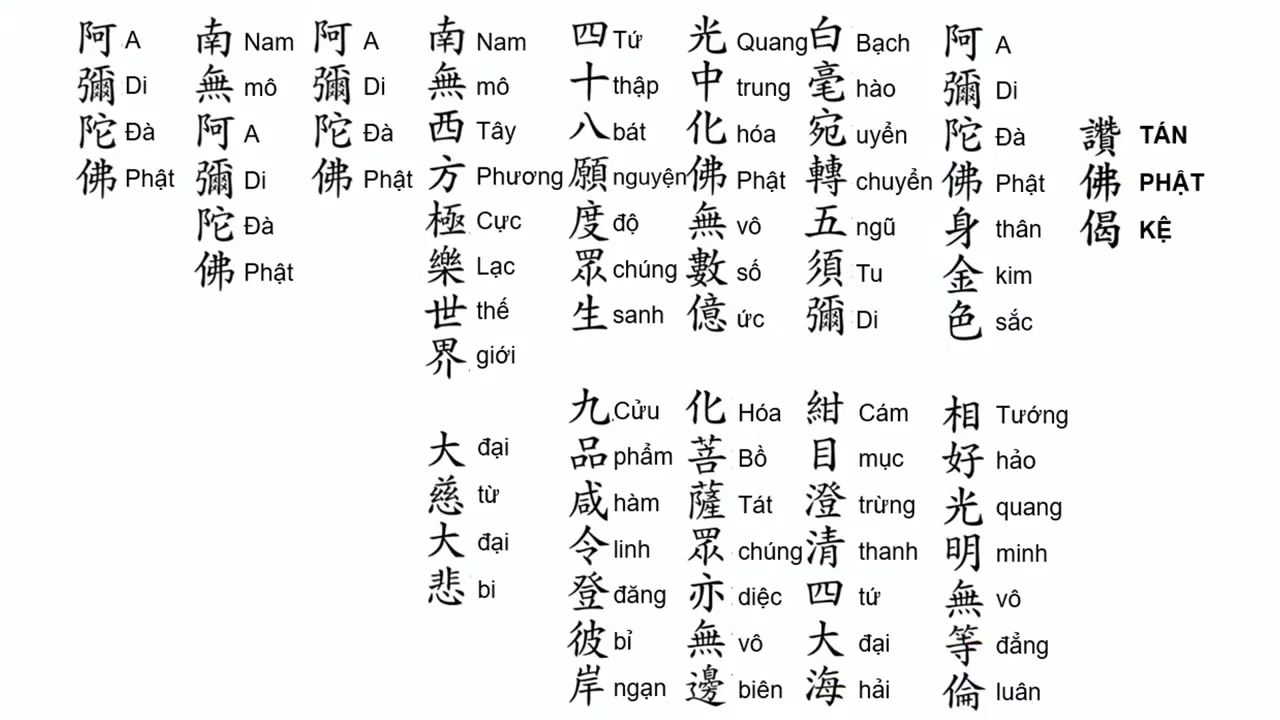 讚佛偈
TÁN PHẬT KỆ
阿彌陀佛身金色
A Di Đà Phật thân kim sắc
相好光明無等倫
Tướng hảo quang minh vô đẳng luân
白毫宛轉五須彌
Bạch hào uyển chuyển ngũ Tu Di
紺目澄清四大海
Cám mục trừng thanh tứ đại hải
光中化佛無數億
Quang trung hóa Phật vô số ức
化菩薩眾亦無邊
Hóa Bồ Tát chúng diệc vô biên
四十八願度眾生
Tứ thập bát nguyện độ chúng sanh
九品咸令登彼岸
Cửu phẩm hàm linh đăng bỉ ngạn
南無西方極樂世界
Nam mô Tây Phương Cực Lạc thế giới
大慈大悲
đại từ đại bi
阿彌陀佛
A Di Đà Phật
南無阿彌陀佛
Nam mô A Di Đà Phật
阿彌陀佛
A Di Đà Phật